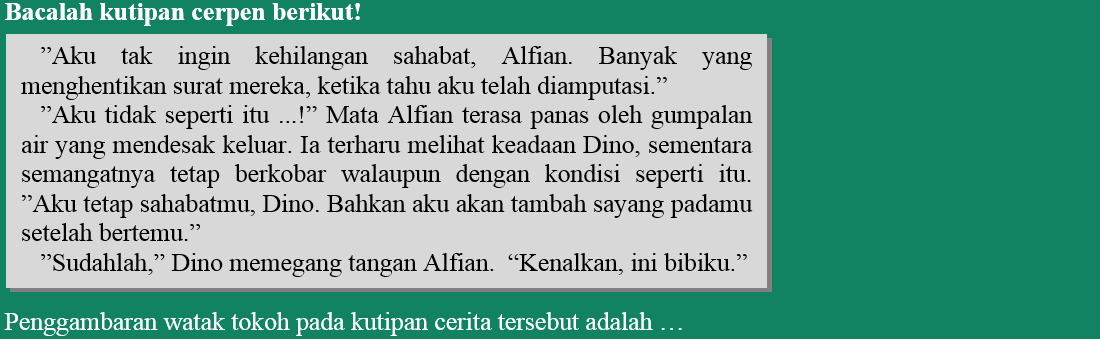 Bacalah kutipan cerpen berikut!
”Aku tak ingin kehilangan sahabat, Alfian. Banyak yang
menghentikan surat mereka, ketika tahu aku telah diamputasi.”
”Aku tidak seperti itu ...!” Mata Alfian terasa panas oleh gumpalan
air yang mendesak keluar. Ia terharu melihat keadaan Dino, sementara
semangatnya tetap berkobar walaupun dengan kondisi seperti itu.
”Aku tetap sahabatmu, Dino. Bahkan aku akan tambah sayang padamu
setelah bertemu.”
”Sudahlah,” Dino memegang tangan Alfian. “Kenalkan, ini bibiku.”
Penggambaran watak tokoh pada kutipan cerita tersebut adalah …